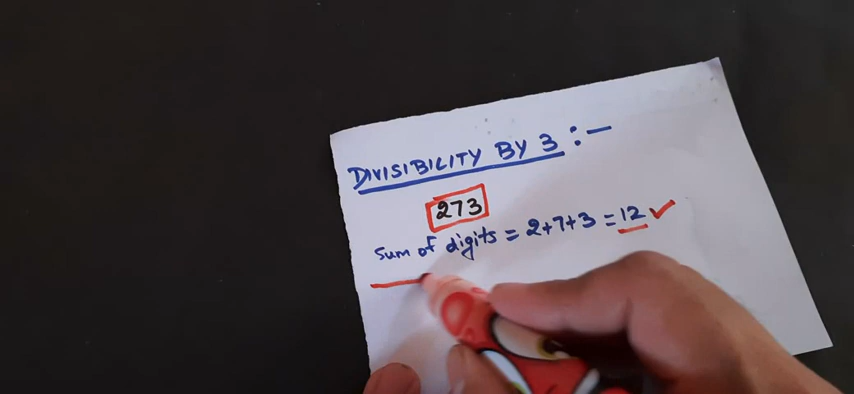 DIVISIBILITY BY 3 :-
273
Sum of digits = 2+7+3 = 12 ✓